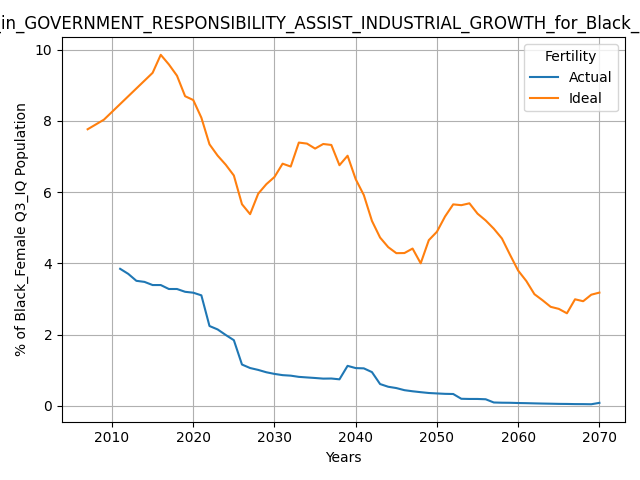 _in_GOVERNMENT_RESPONSIBILITY_ASSIST_INDUSTRIAL_GROWTH_for_Black_
Fertility
Actual
Ideal
10
8
6
4
2
0
% of Black_Female Q3_IQ Population
2010 2020 2030 2040 2050 2060 2070
Years